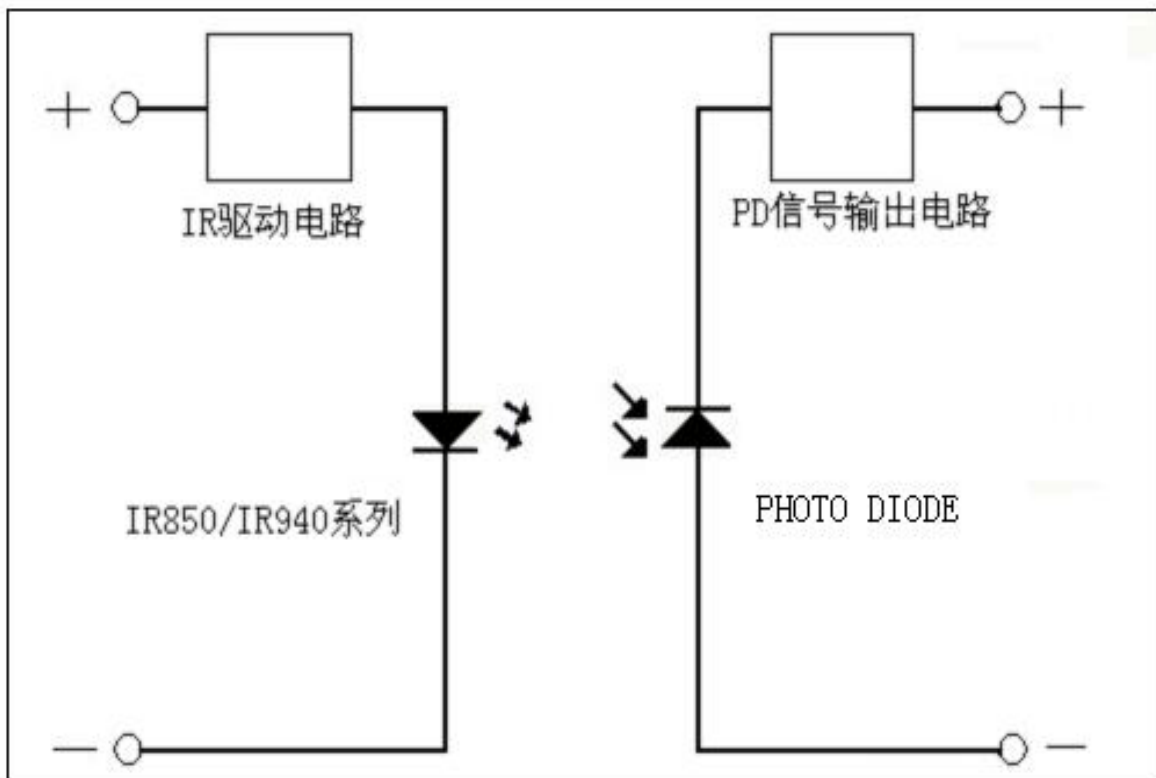 +
+
IR驱动电路
PD信号输出电路
IR850/IR940系列
PHOTO DIODE
—
—